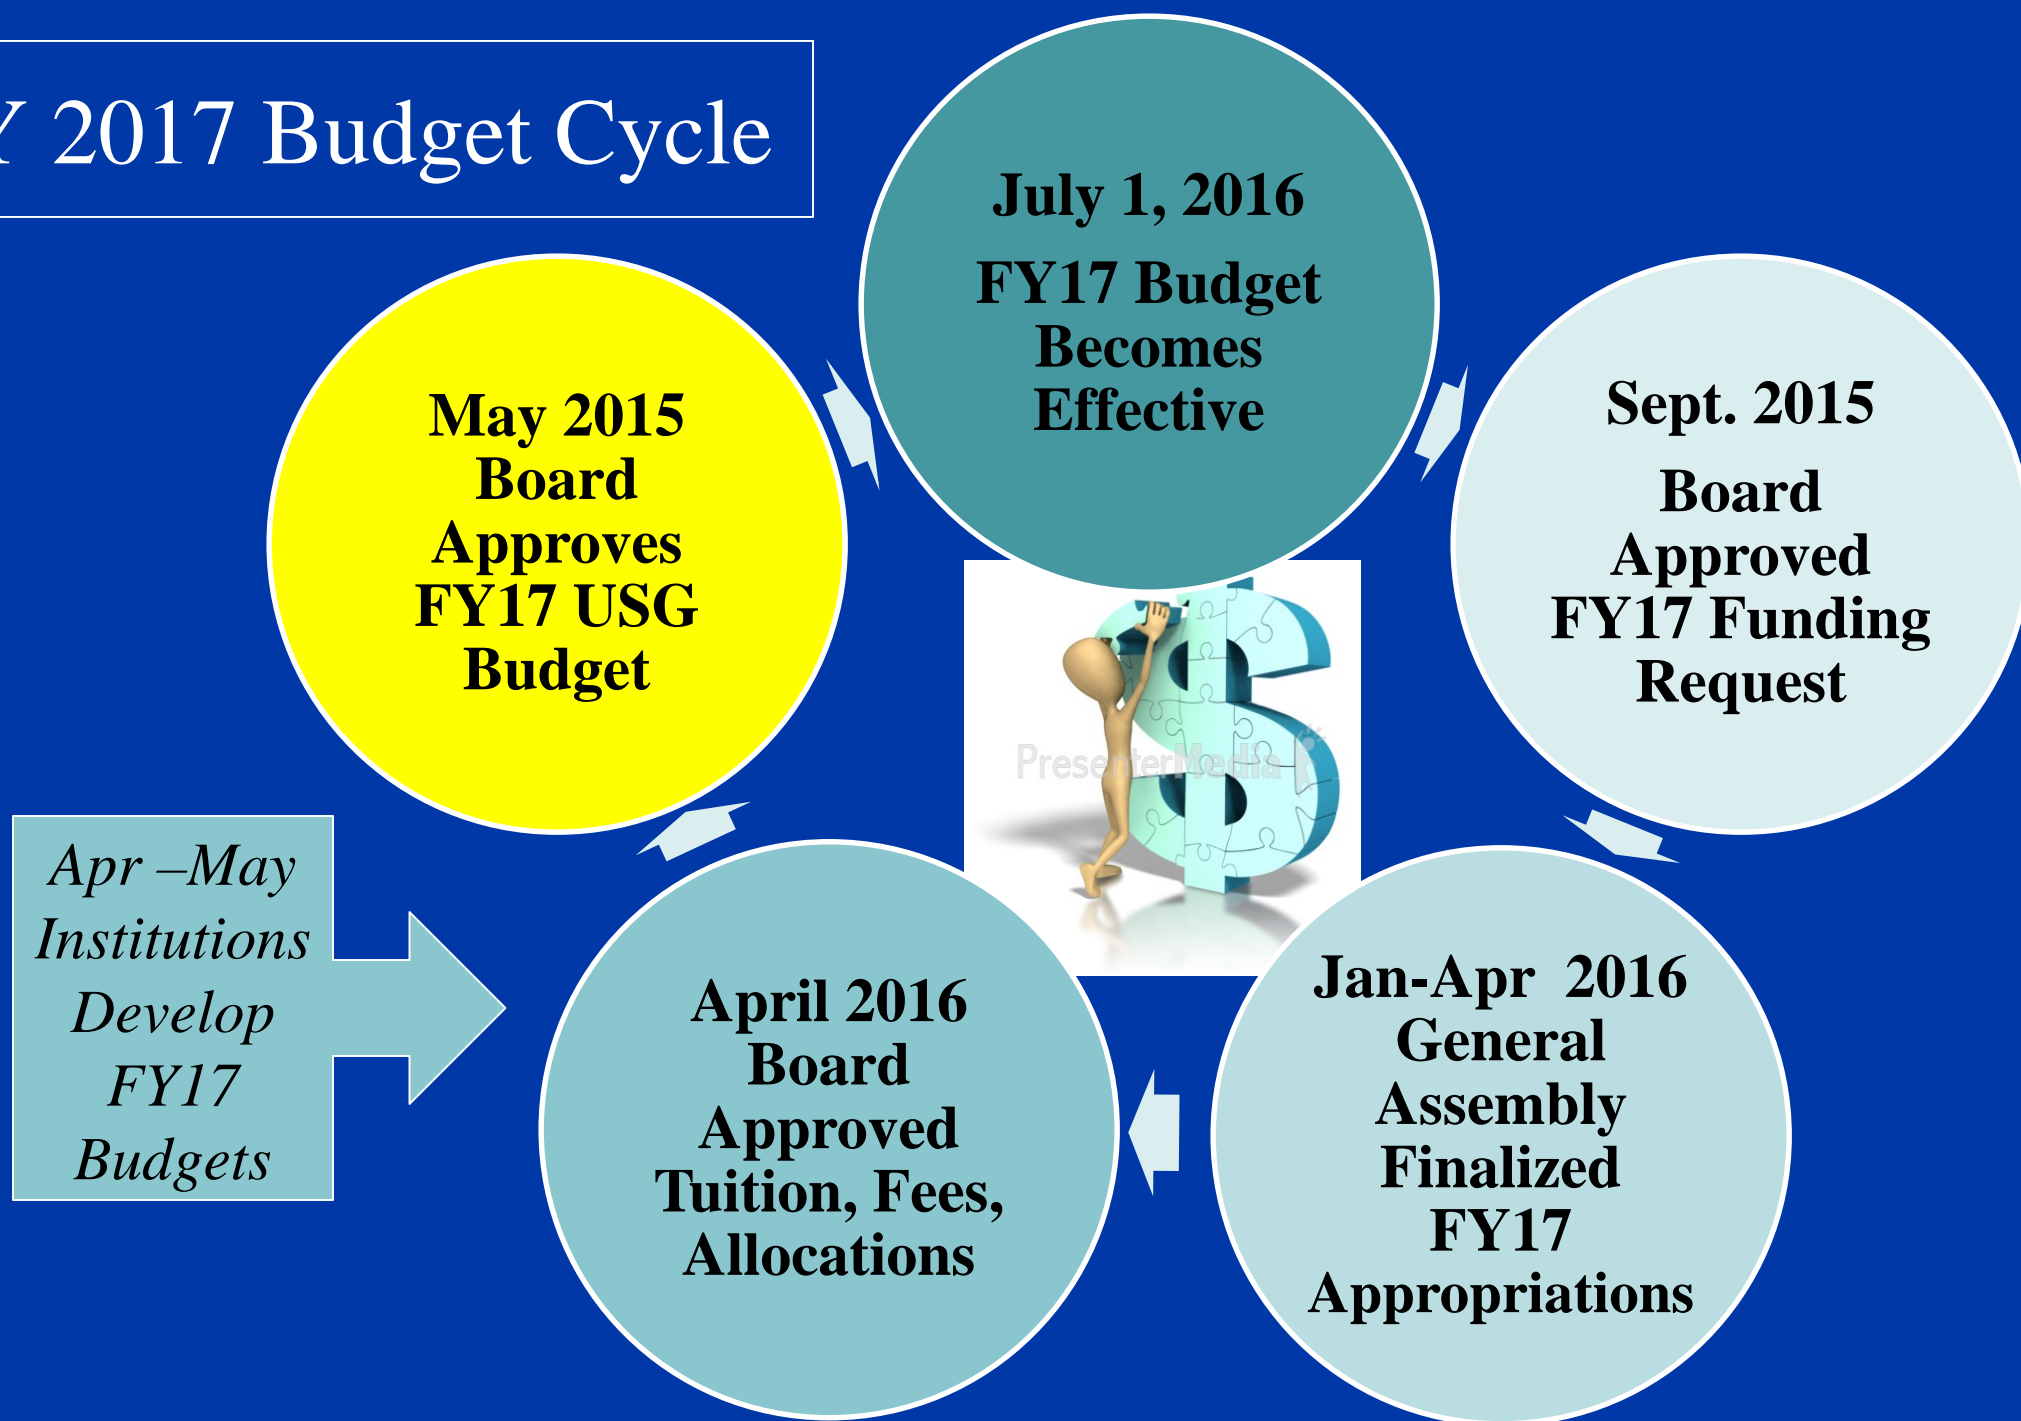 Y 2017 Budget Cycle
July 1, 2016
FY17 Budget
Becomes
Effective
Sept. 2015
Board
Approved
FY17 Funding
Request
Jan-Apr  2016
General
Assembly
Finalized
FY17
Appropriations
April 2016
Board
Approved
Tuition, Fees,
Allocations
May 2015
Board
Approves
FY17 USG
Budget
Apr –May
Institutions
Develop
FY17
Budgets
PresenterMedia
$